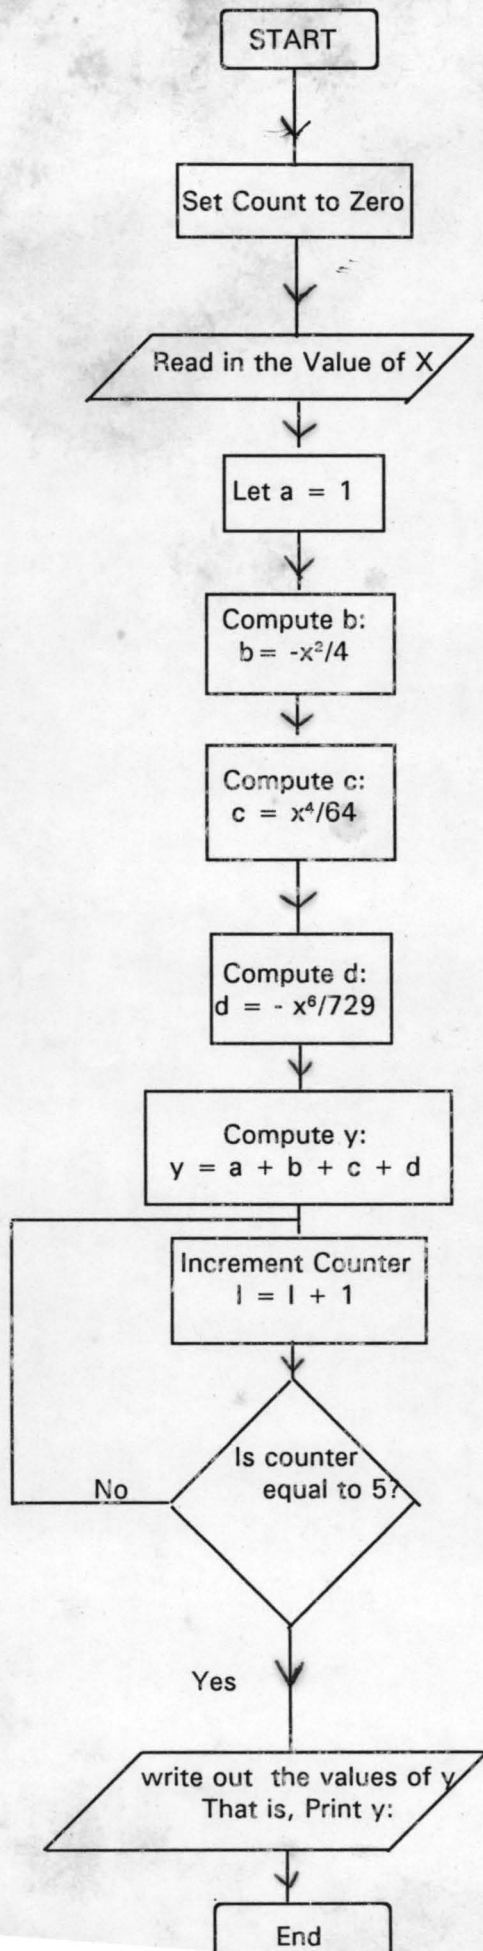 START
Set Count to Zero
Read in the Value of X
Let a = 1
Compute b:
b = -x²/4
Compute c:
c = x⁴/64
Compute d:
d = - x⁶/729
Compute y:
y = a + b + c + d
Increment Counter
I = I + 1
Is counter
equal to 5?
No
Yes
write out the values of y
That is, Print y:
End